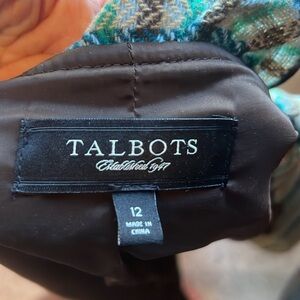 TALBOTS
Established 1947
12
MADE IN
CHINA